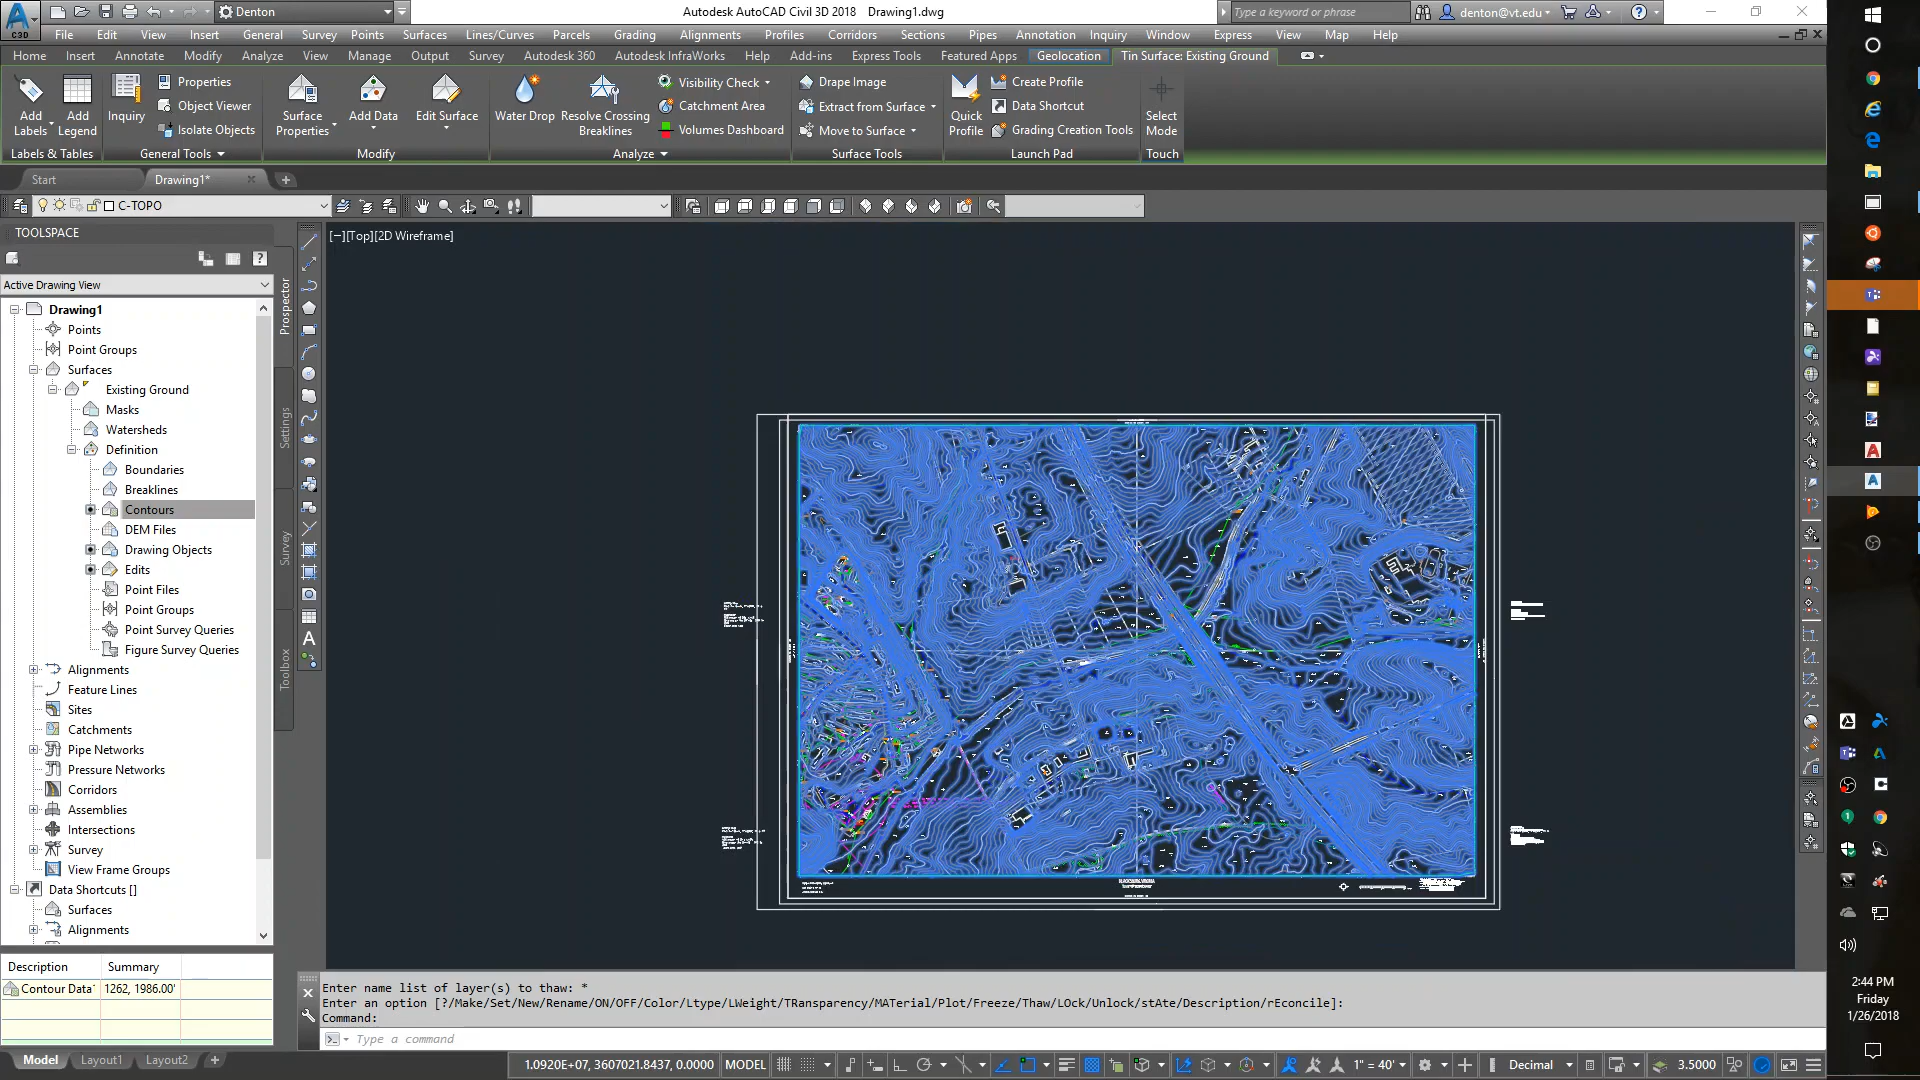 Denton
Autodesk AutoCAD Civil 3D 2018 Drawing1.dwg
Type a keyword or phrase
denton@vt.edu
C3D
File Edit View Insert General Survey Points Surfaces Lines/Curves Parcels Grading Alignments Profiles Corridors Sections Pipes Annotation Inquiry Window Express View Map Help
Home Insert Annotate Modify Analyze View Manage Output Survey Autodesk 360 Autodesk InfraWorks Help Add-ins Express Tools Featured Apps Geolocation Tin Surface: Existing Ground
Add Labels
Add Legend
Labels & Tables
Inquiry
Properties
Object Viewer
Isolate Objects
General Tools
Surface Properties
Add Data
Edit Surface
Modify
Water Drop
Resolve Crossing Breaklines
Visibility Check
Catchment Area
Volumes Dashboard
Analyze
Drape Image
Extract from Surface
Move to Surface
Surface Tools
Quick Profile
Create Profile
Data Shortcut
Grading Creation Tools
Launch Pad
Select Mode
Touch
Start
Drawing1*
C-TOPO
TOOLSPACE
[−][Top][2D Wireframe]
Active Drawing View
Prospector
Settings
Survey
Toolbox
Drawing1
Points
Point Groups
Surfaces
Existing Ground
Masks
Watersheds
Definition
Boundaries
Breaklines
Contours
DEM Files
Drawing Objects
Edits
Point Files
Point Groups
Point Survey Queries
Figure Survey Queries
Alignments
Feature Lines
Sites
Catchments
Pipe Networks
Pressure Networks
Corridors
Assemblies
Intersections
Survey
View Frame Groups
Data Shortcuts []
Surfaces
Alignments
Description Summary
Contour Data 1262, 1986.00'
Enter name list of layer(s) to thaw: *
Enter an option [?/Make/Set/New/Rename/ON/OFF/Color/Ltype/LWeight/TRansparency/MATerial/Plot/Freeze/Thaw/LOck/Unlock/stAte/Description/rEconcile]:
Command:
Type a command
Model Layout1 Layout2
1.0920E+07, 3607021.8437, 0.0000 MODEL
1" = 40'
Decimal
3.5000
2:44 PM
Friday
1/26/2018